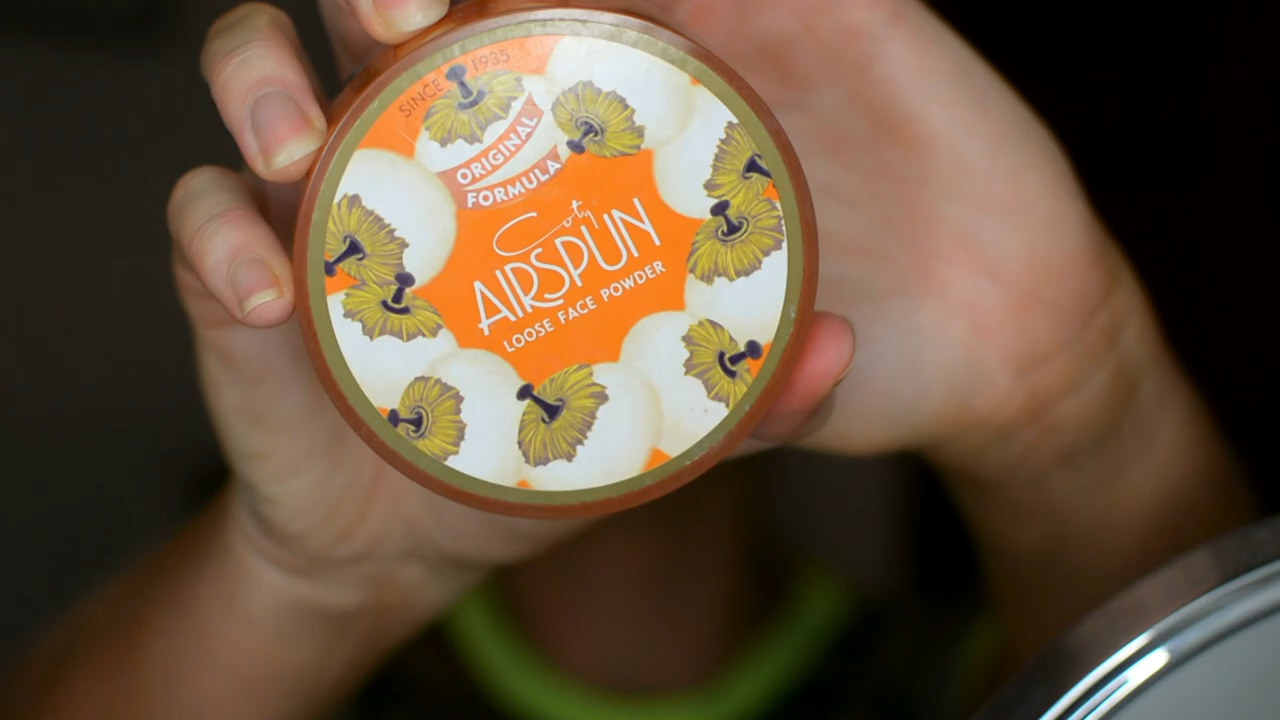 SINCE 1935
ORIGINAL
FORMULA
Coty
AIRSPUN
LOOSE FACE POWDER